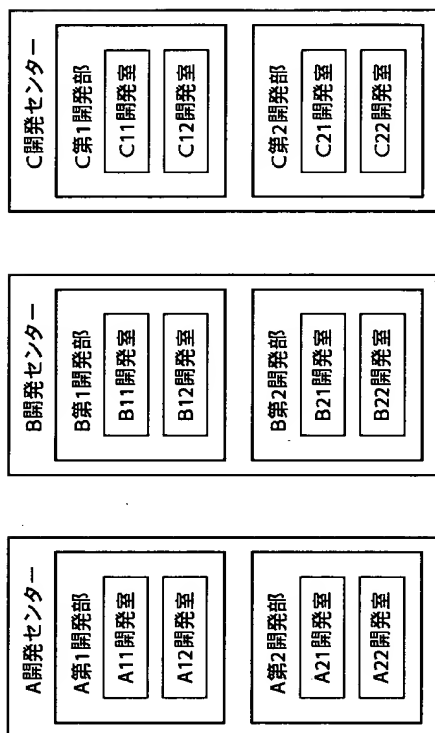 A開発センター
A第1開発部
A11開発室
A12開発室
A第2開発部
A21開発室
A22開発室
B開発センター
B第1開発部
B11開発室
B12開発室
B第2開発部
B21開発室
B22開発室
C開発センター
C第1開発部
C11開発室
C12開発室
C第2開発部
C21開発室
C22開発室